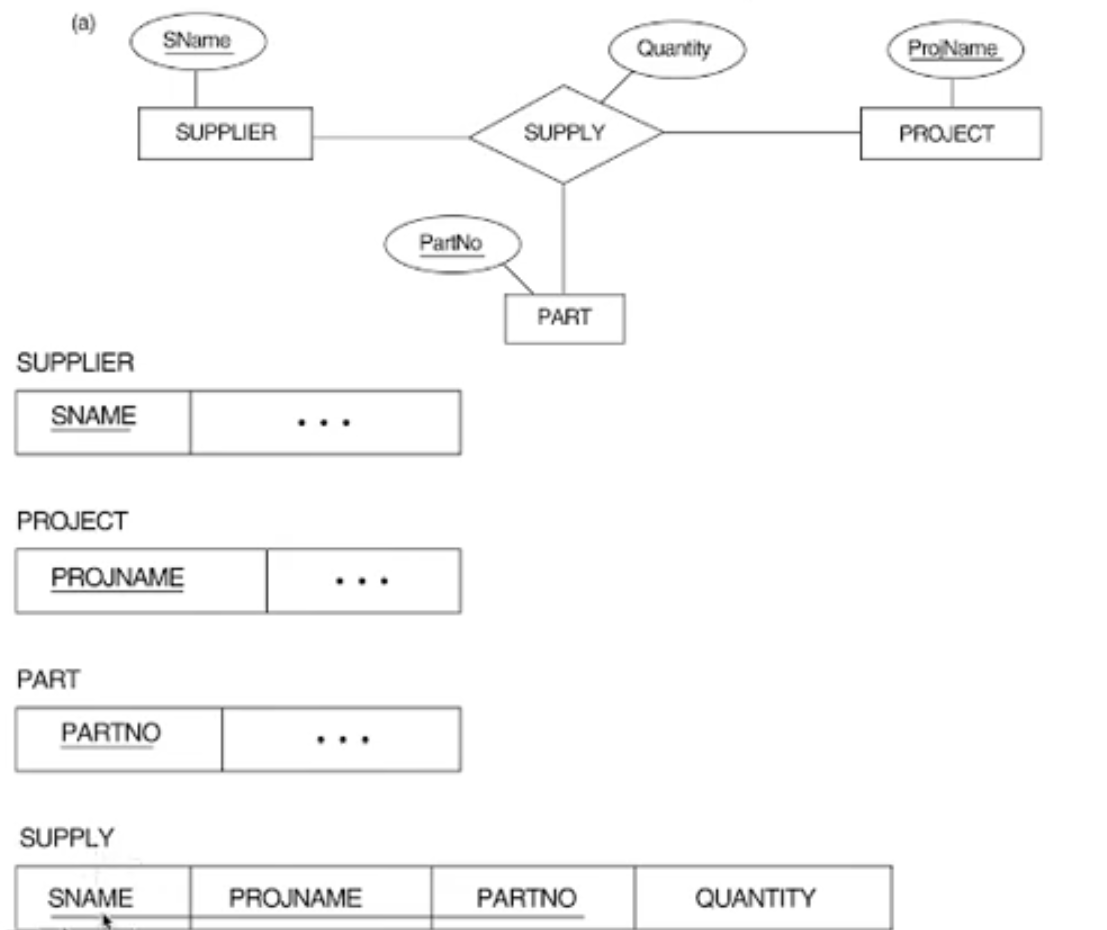 (a)
SName
Quantity
ProjName
SUPPLIER
SUPPLY
PROJECT
PartNo
PART
SUPPLIER
SNAME
• • •
PROJECT
PROJNAME
• • •
PART
PARTNO
• • •
SUPPLY
SNAME PROJNAME PARTNO QUANTITY